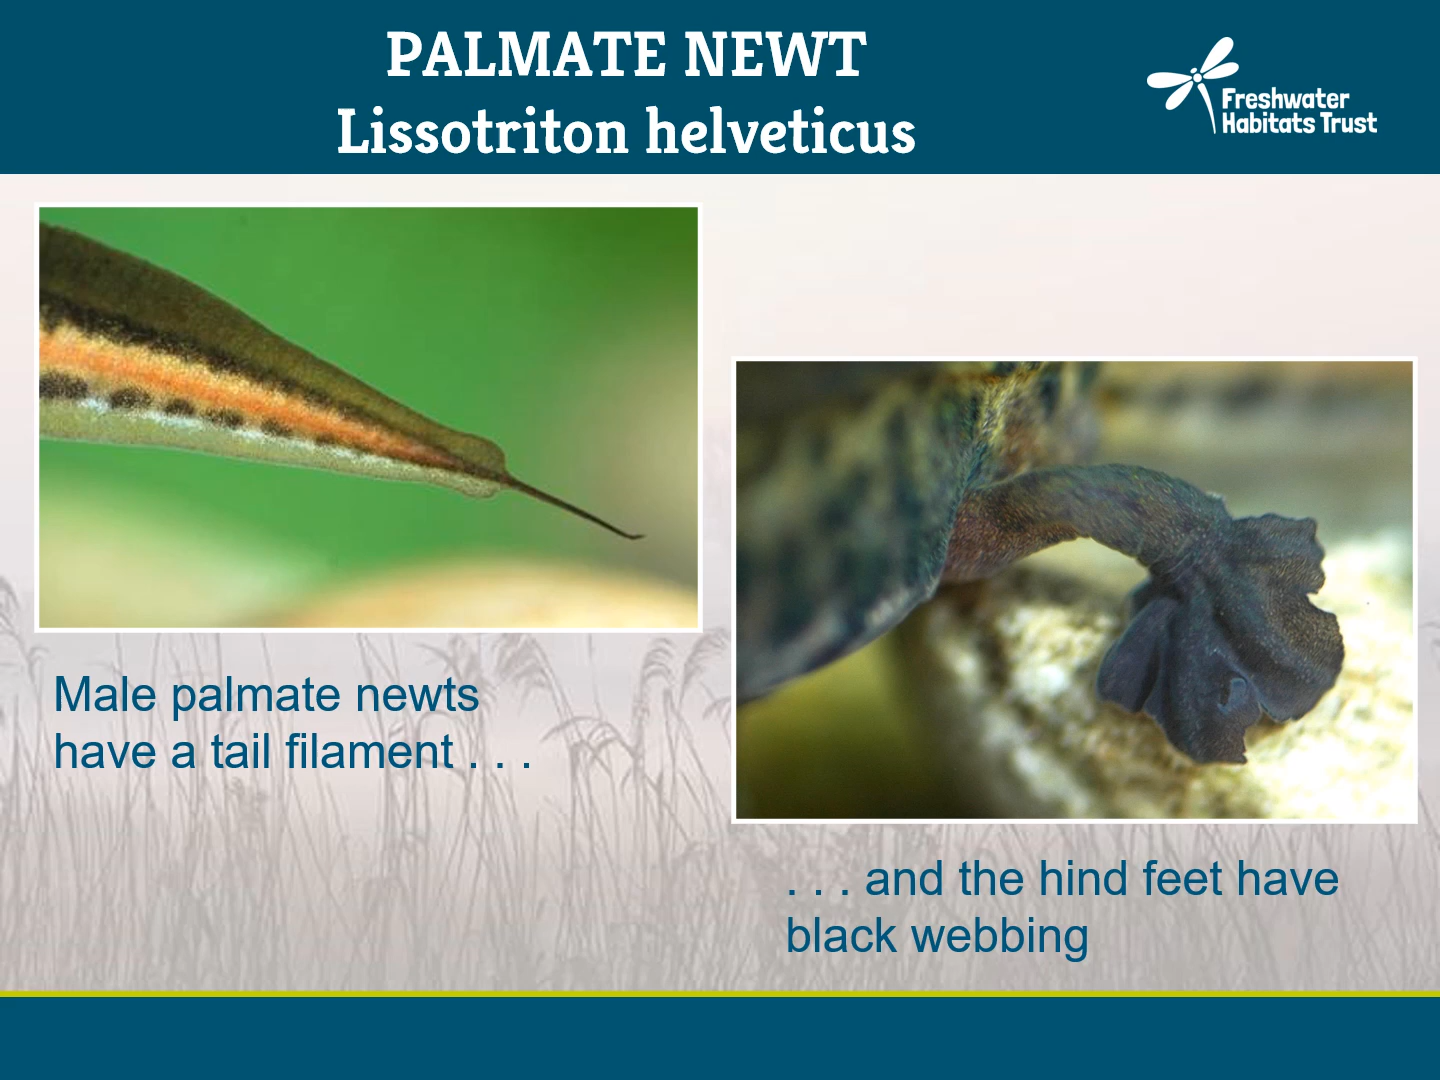 PALMATE NEWT
Lissotriton helveticus
Freshwater
Habitats Trust
Male palmate newts
have a tail filament . . .
. . . and the hind feet have
black webbing